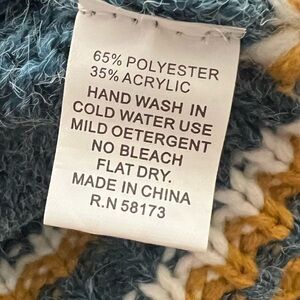 65% POLYESTER
35% ACRYLIC
HAND WASH IN
COLD WATER USE
MILD OETERGENT
NO BLEACH
FLAT DRY.
MADE IN CHINA
R.N 58173